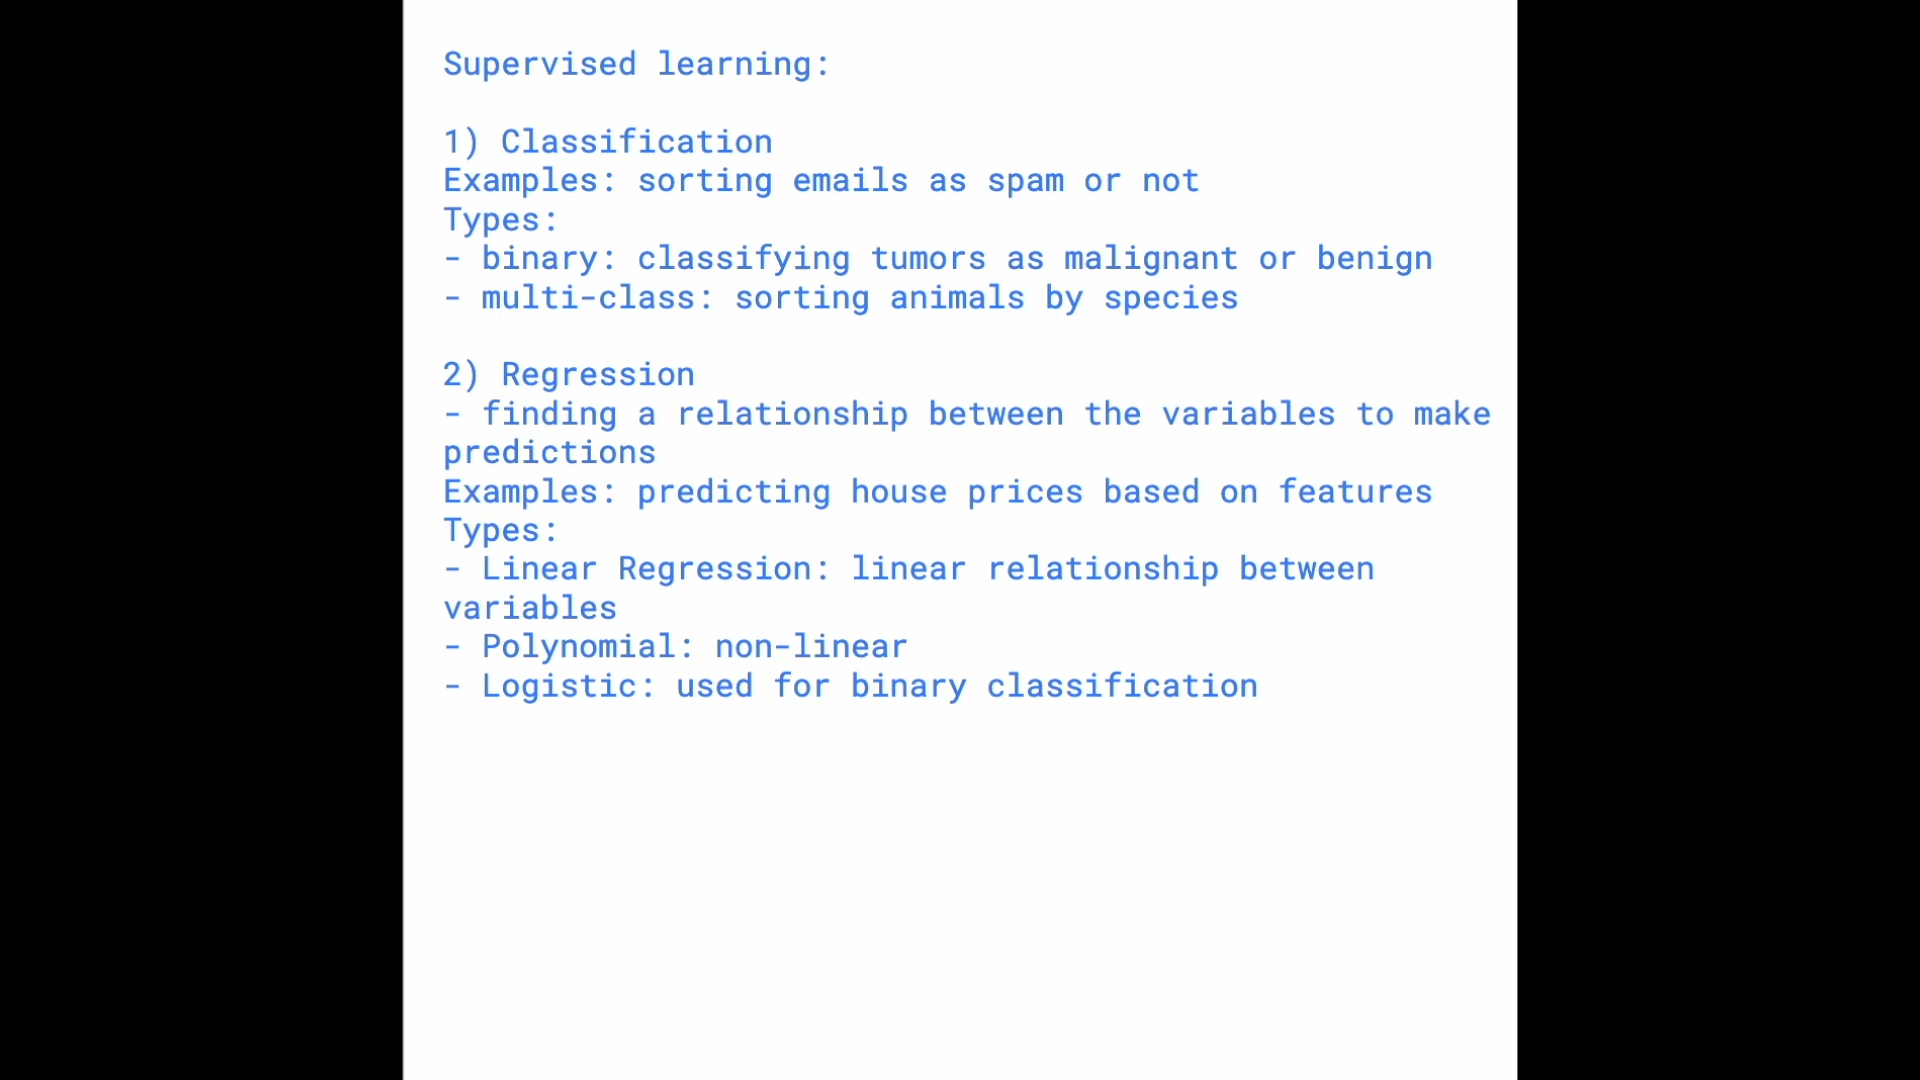 Supervised learning:
1) Classification
Examples: sorting emails as spam or not
Types:
- binary: classifying tumors as malignant or benign
- multi-class: sorting animals by species
2) Regression
- finding a relationship between the variables to make
predictions
Examples: predicting house prices based on features
Types:
- Linear Regression: linear relationship between
variables
- Polynomial: non-linear
- Logistic: used for binary classification